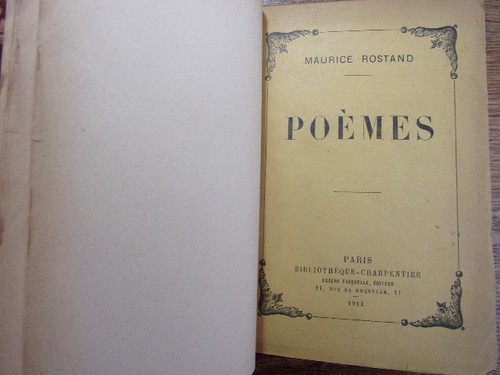 MAURICE ROSTAND
POÈMES
PARIS
BIBLIOTHÈQUE-CHARPENTIER
EUGÈNE FASQUELLE, ÉDITEUR
11, RUE DE GRENELLE, 11
1911